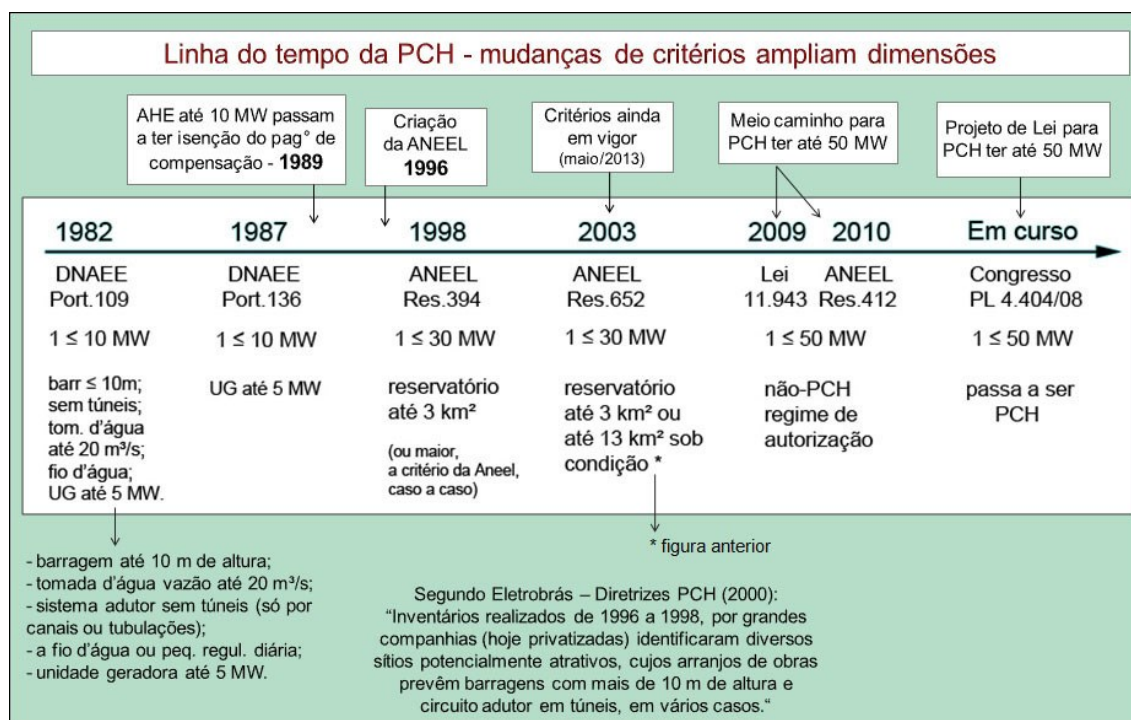 Linha do tempo da PCH - mudanças de critérios ampliam dimensões
AHE até 10 MW passam
a ter isenção do pag° de
compensação - 1989
Criação
da ANEEL
1996
Critérios ainda
em vigor
(maio/2013)
Meio caminho para
PCH ter até 50 MW
Projeto de Lei para
PCH ter até 50 MW
1982
DNAEE
Port.109
1 ≤ 10 MW
barr ≤ 10m;
sem túneis;
tom. d'água
até 20 m³/s;
fio d'água;
UG até 5 MW.
1987
DNAEE
Port.136
1 ≤ 10 MW
UG até 5 MW
1998
ANEEL
Res.394
1 ≤ 30 MW
reservatório
até 3 km²
(ou maior,
a critério da Aneel,
caso a caso)
2003
ANEEL
Res.652
1 ≤ 30 MW
reservatório
até 3 km² ou
até 13 km² sob
condição *
2009 2010
Lei ANEEL
11.943 Res.412
1 ≤ 50 MW
não-PCH
regime de
autorização
Em curso
Congresso
PL 4.404/08
1 ≤ 50 MW
passa a ser
PCH
- barragem até 10 m de altura;
- tomada d'água vazão até 20 m³/s;
- sistema adutor sem túneis (só por
canais ou tubulações);
- a fio d'água ou peq. regul. diária;
- unidade geradora até 5 MW.
* figura anterior
Segundo Eletrobrás – Diretrizes PCH (2000):
“Inventários realizados de 1996 a 1998, por grandes
companhias (hoje privatizadas) identificaram diversos
sítios potencialmente atrativos, cujos arranjos de obras
prevêm barragens com mais de 10 m de altura e
circuito adutor em túneis, em vários casos.“